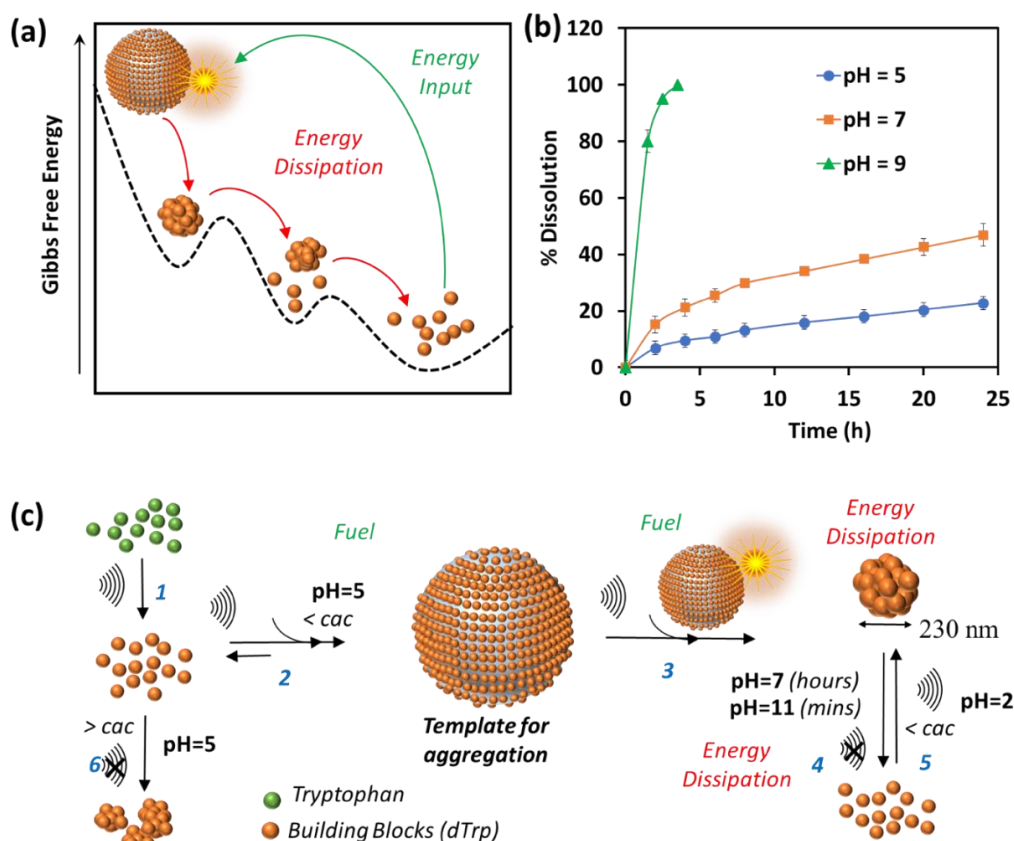 (a)
Gibbs Free Energy
Energy
Input
Energy
Dissipation
(b)
% Dissolution
120
100
80
60
40
20
0
pH = 5
pH = 7
pH = 9
0
5
10
15
20
25
Time (h)
(c)
1
Fuel
pH=5
< cac
2
Template for
aggregation
Fuel
3
Energy
Dissipation
230 nm
pH=7 (hours)
pH=11 (mins)
pH=2
< cac
4
5
Energy
Dissipation
> cac
pH=5
6
Tryptophan
Building Blocks (dTrp)